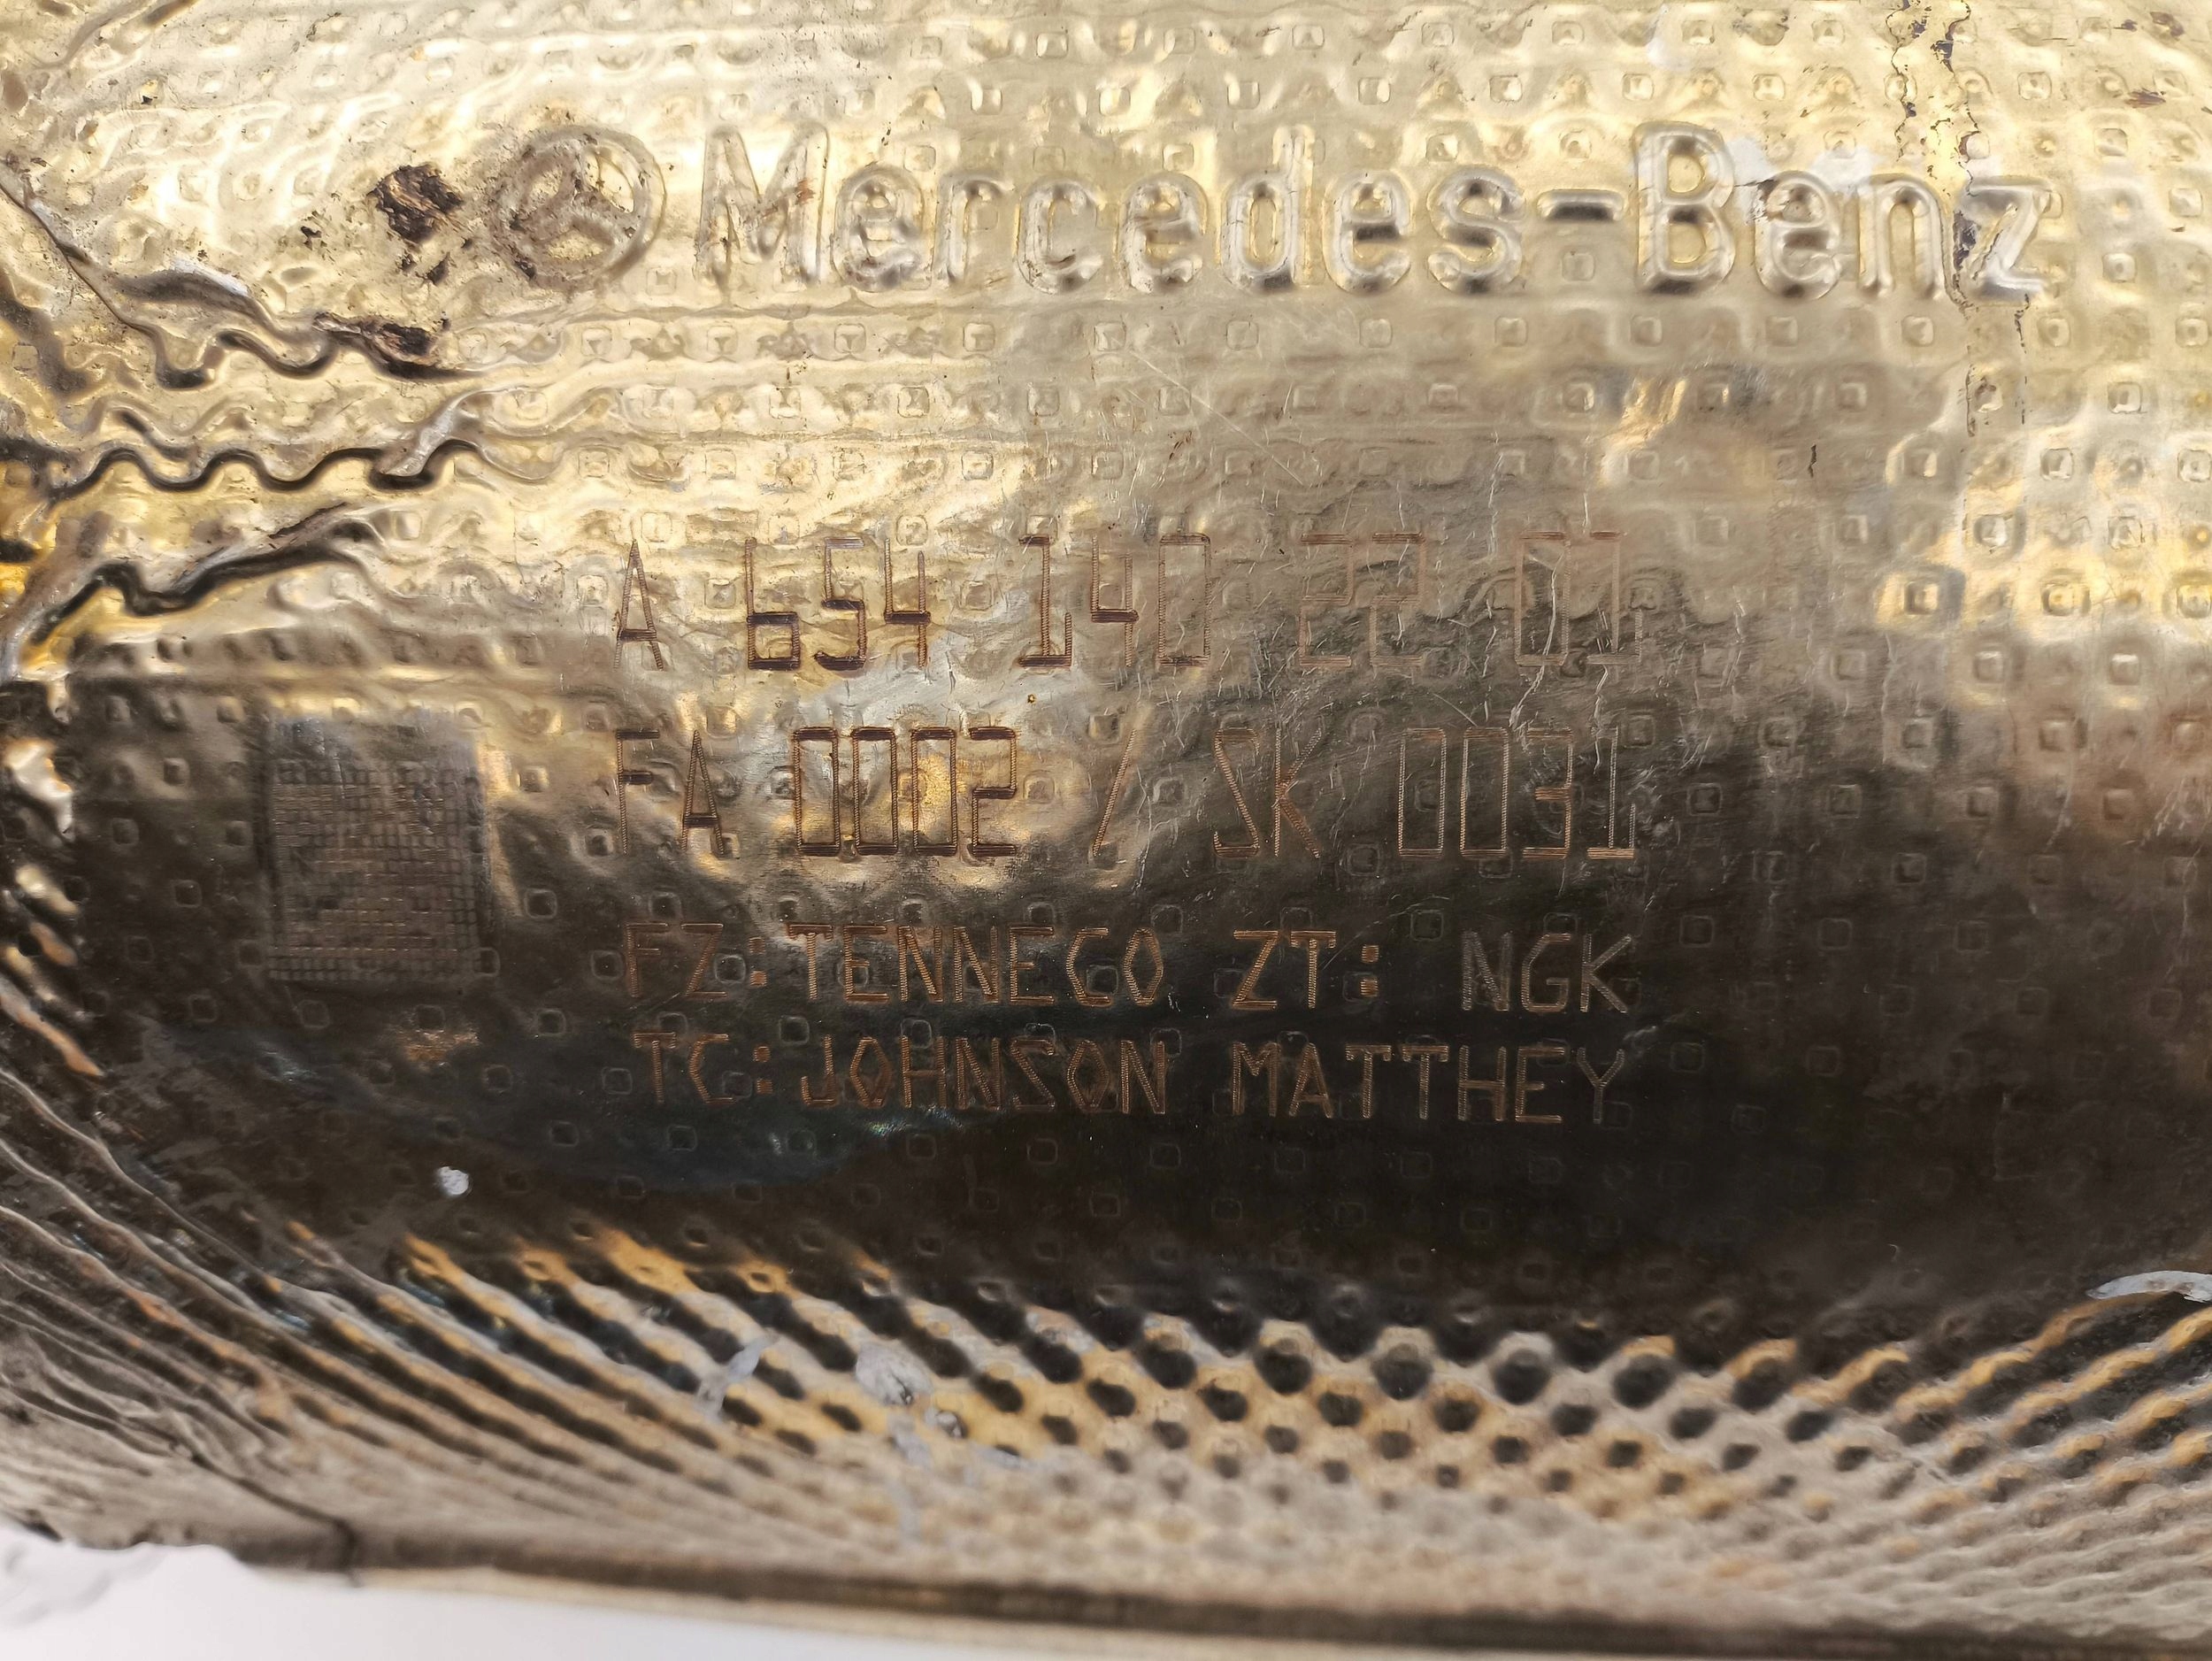 Mercedes-Benz
A 654 140 22 01
FA 0002 / SK 0031
FZ: TENNECO ZT: NGK
TC: JOHNSON MATTHEY